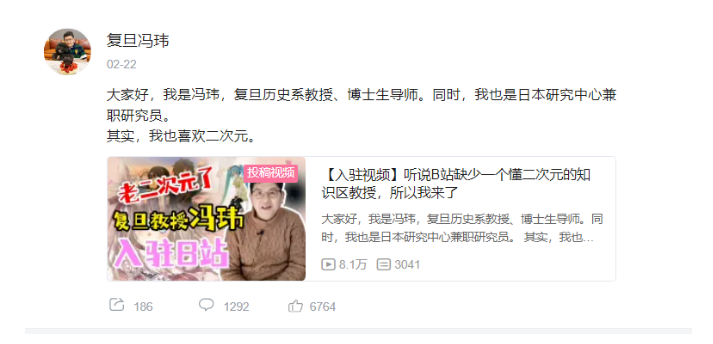 复旦冯玮
02-22
大家好，我是冯玮，复旦历史系教授、博士生导师。同时，我也是日本研究中心兼
职研究员。
其实，我也喜欢二次元。
投稿视频
老二次元了
复旦教授冯玮
入驻B站
【入驻视频】听说B站缺少一个懂二次元的知
识区教授，所以我来了
大家好，我是冯玮，复旦历史系教授、博士生导师。同
时，我也是日本研究中心兼职研究员。 其实，我也...
8.1万 3041
186 1292 6764